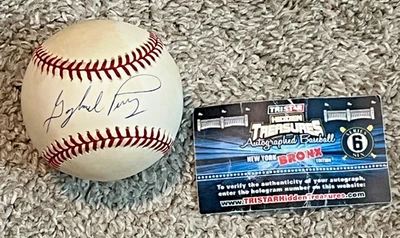 Gaylord Perry
TRISTAR
HIDDEN
TREASURES
Autographed Baseball
NEW YORK BRONX EDITION
6
To verify the authenticity of your autograph,
enter the hologram number on this website:
www.TRISTARHiddenTreasures.com